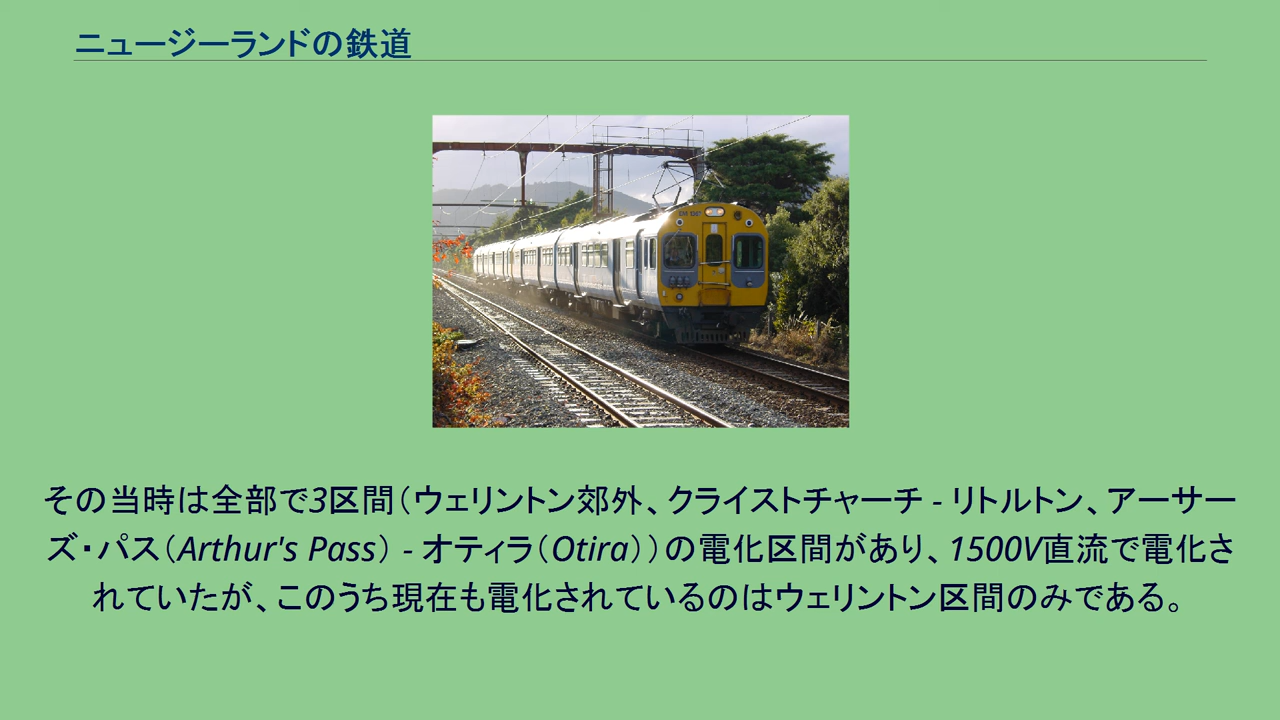 ニュージーランドの鉄道
その当時は全部で3区間（ウェリントン郊外、クライストチャーチ - リトルトン、アーサー
ズ・パス（Arthur's Pass） - オティラ（Otira））の電化区間があり、1500V直流で電化さ
れていたが、このうち現在も電化されているのはウェリントン区間のみである。